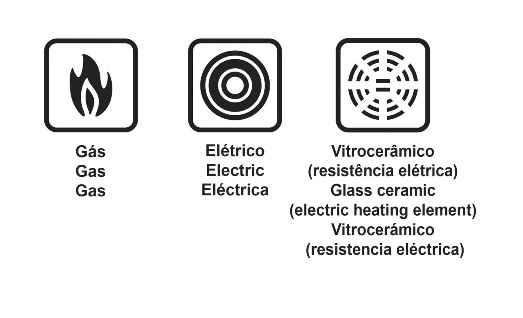 Gás
Gas
Gas
Elétrico
Electric
Eléctrica
Vitrocerâmico
(resistência elétrica)
Glass ceramic
(electric heating element)
Vitrocerámico
(resistencia eléctrica)